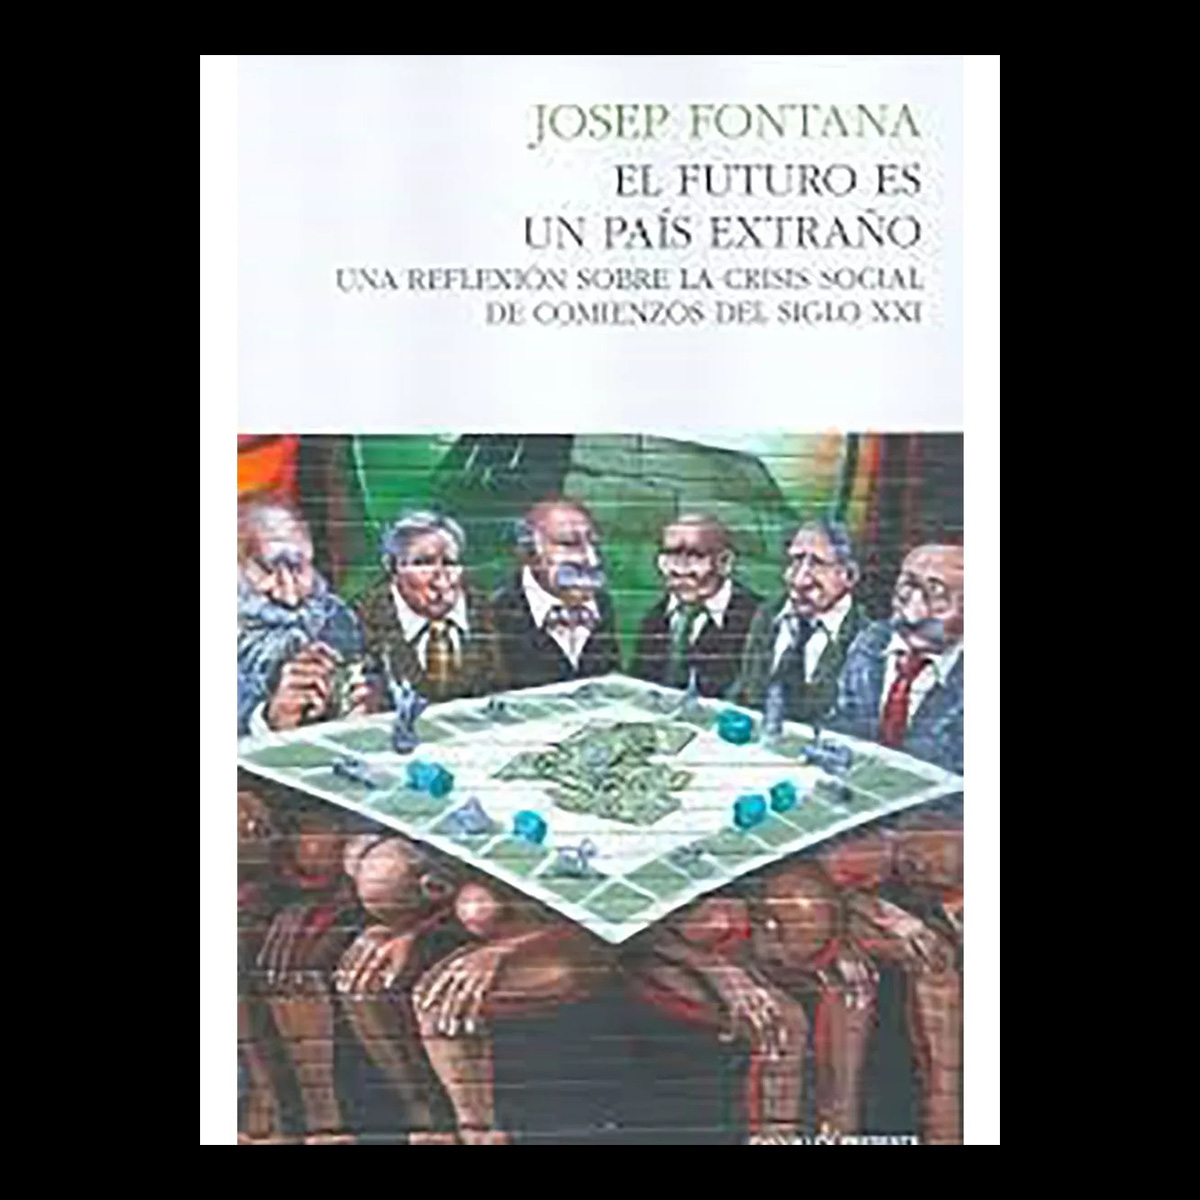 JOSEP FONTANA
EL FUTURO ES
UN PAÍS EXTRAÑO
UNA REFLEXIÓN SOBRE LA CRISIS SOCIAL
DE COMIENZOS DEL SIGLO XXI